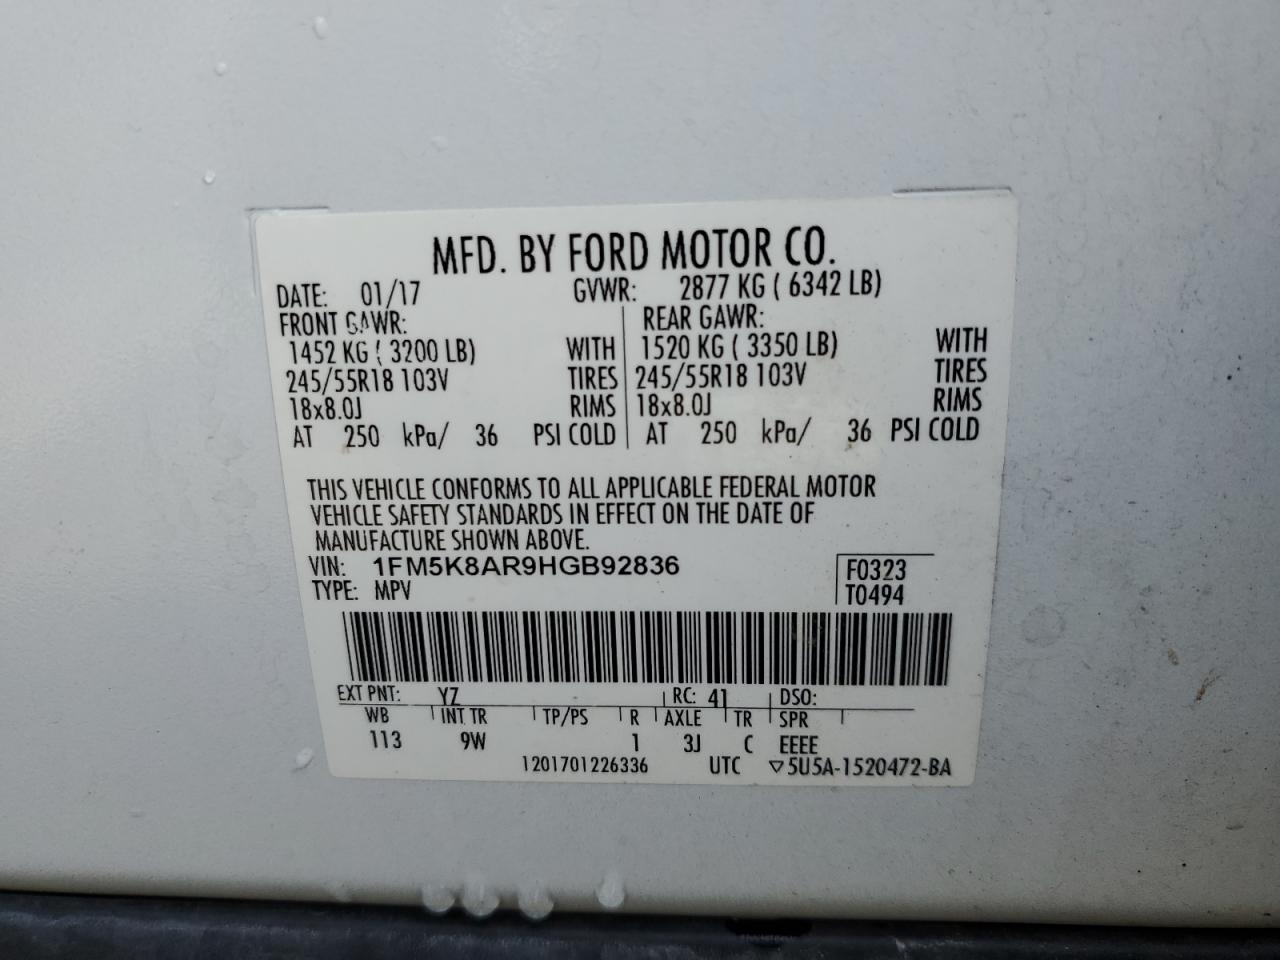 MFD. BY FORD MOTOR CO.
DATE: 01/17 GVWR: 2877 KG ( 6342 LB)
FRONT GAWR: REAR GAWR:
1452 KG ( 3200 LB) WITH 1520 KG ( 3350 LB) WITH
245/55R18 103V TIRES 245/55R18 103V TIRES
18x8.0J RIMS 18x8.0J RIMS
AT 250 kPa/ 36 PSI COLD AT 250 kPa/ 36 PSI COLD
THIS VEHICLE CONFORMS TO ALL APPLICABLE FEDERAL MOTOR
VEHICLE SAFETY STANDARDS IN EFFECT ON THE DATE OF
MANUFACTURE SHOWN ABOVE.
VIN: 1FM5K8AR9HGB92836 F0323
TYPE: MPV T0494
EXT PNT: YZ RC: 41 DSO:
WB INT TR TP/PS R AXLE TR SPR
113 9W 1 3J C EEEE
1201701226336 UTC ▽5U5A-1520472-BA